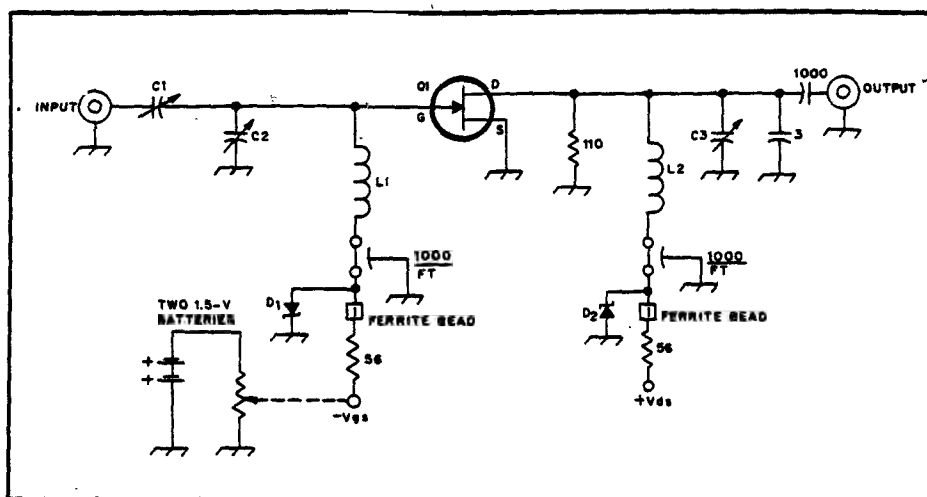 INPUT
C1
C2
L1
Q1
G
D
S
110
L2
C3
3
1000
OUTPUT
1000
FT
D1
FERRITE BEAD
56
-Vgs
TWO 1.5-V
BATTERIES
+
+
1000
FT
D2
FERRITE BEAD
56
+Vds